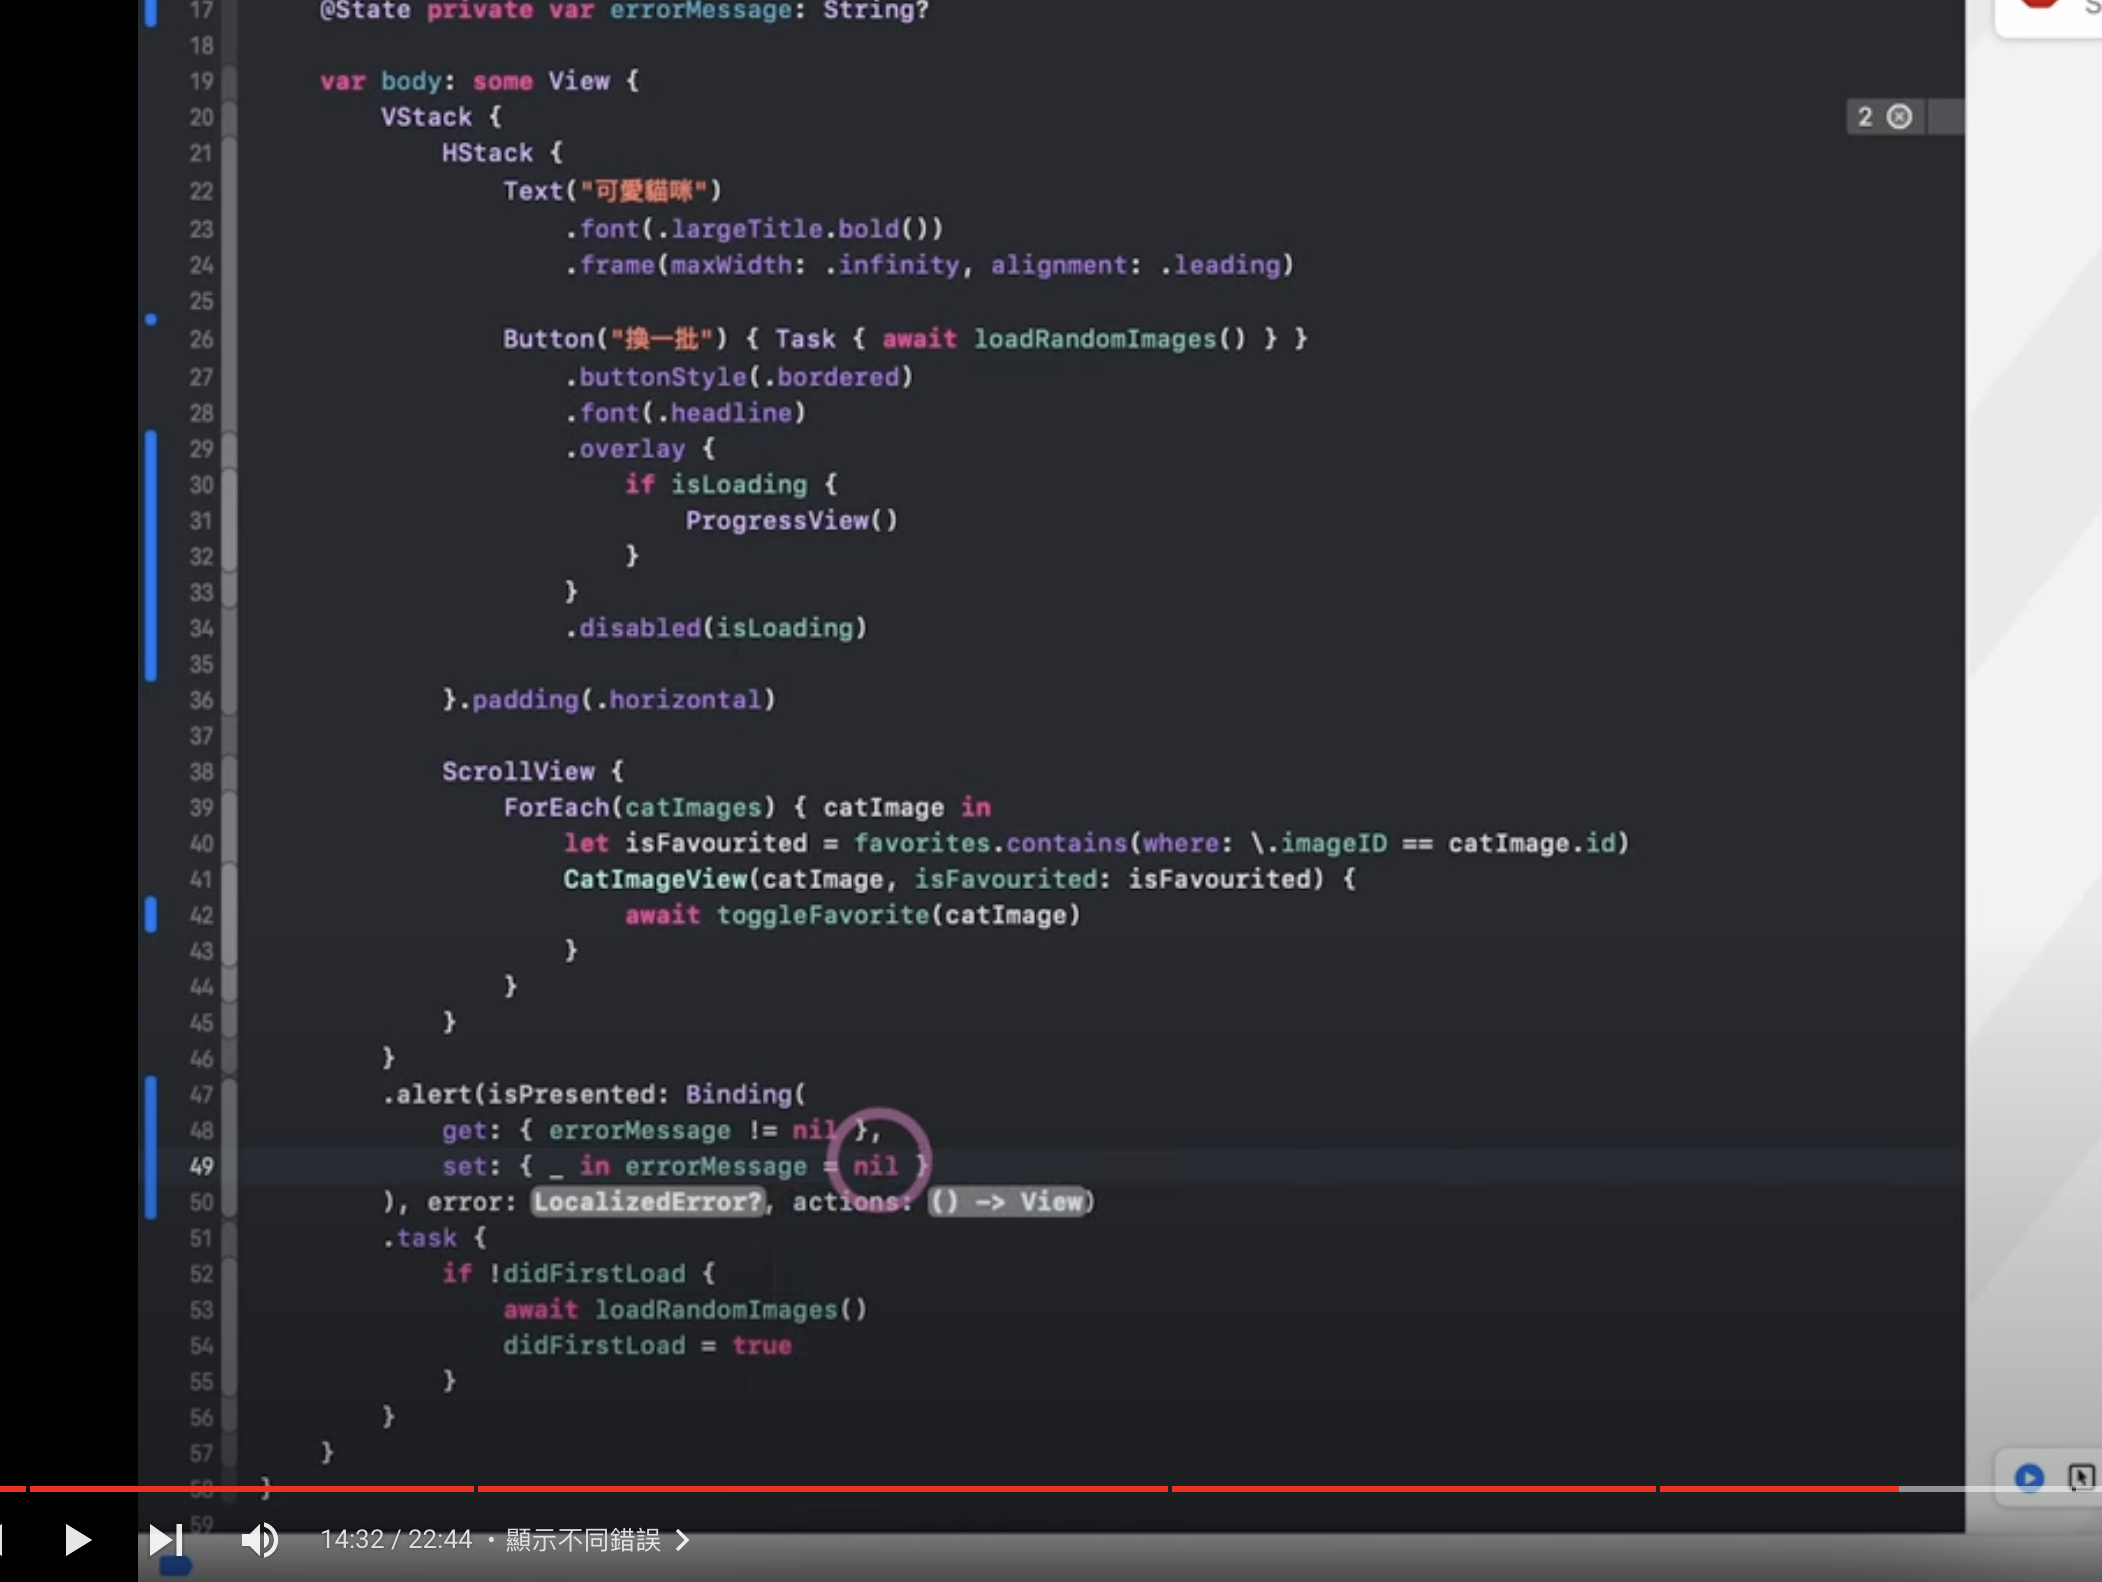 17 @State private var errorMessage: String?
18
19 var body: some View {
20 VStack {
2
21 HStack {
22 Text("可愛貓咪")
23 .font(.largeTitle.bold())
24 .frame(maxWidth: .infinity, alignment: .leading)
25
26 Button("換一批") { Task { await loadRandomImages() } }
27 .buttonStyle(.bordered)
28 .font(.headline)
29 .overlay {
30 if isLoading {
31 ProgressView()
32 }
33 }
34 .disabled(isLoading)
35
36 }.padding(.horizontal)
37
38 ScrollView {
39 ForEach(catImages) { catImage in
40 let isFavourited = favorites.contains(where: \.imageID == catImage.id)
41 CatImageView(catImage, isFavourited: isFavourited) {
42 await toggleFavorite(catImage)
43 }
44 }
45 }
46 }
47 .alert(isPresented: Binding(
48 get: { errorMessage != nil },
49 set: { _ in errorMessage = nil }
50 ), error: LocalizedError?, actions: () -> View)
51 .task {
52 if !didFirstLoad {
53 await loadRandomImages()
54 didFirstLoad = true
55 }
56 }
57 }
58 }
59
14:32 / 22:44 • 顯示不同錯誤